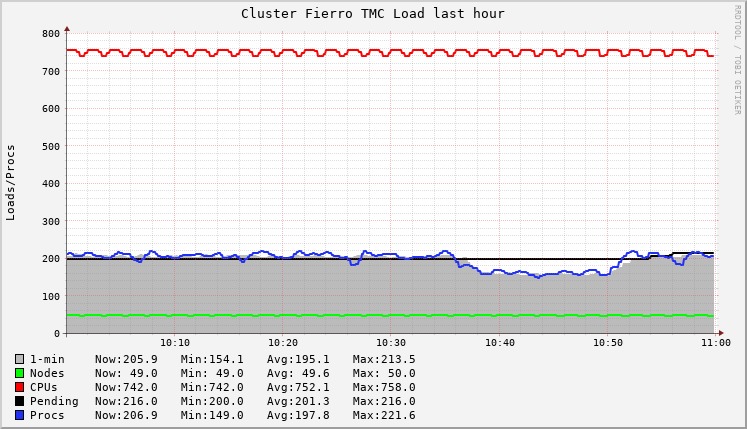 Cluster Fierro TMC Load last hour
RRDTOOL / TOBI OETIKER
Loads/Procs
800
700
600
500
400
300
200
100
0
10:10 10:20 10:30 10:40 10:50 11:00
1-min Now:205.9 Min:154.1 Avg:195.1 Max:213.5
Nodes Now: 49.0 Min: 49.0 Avg: 49.6 Max: 50.0
CPUs Now:742.0 Min:742.0 Avg:752.1 Max:758.0
Pending Now:216.0 Min:200.0 Avg:201.3 Max:216.0
Procs Now:206.9 Min:149.0 Avg:197.8 Max:221.6